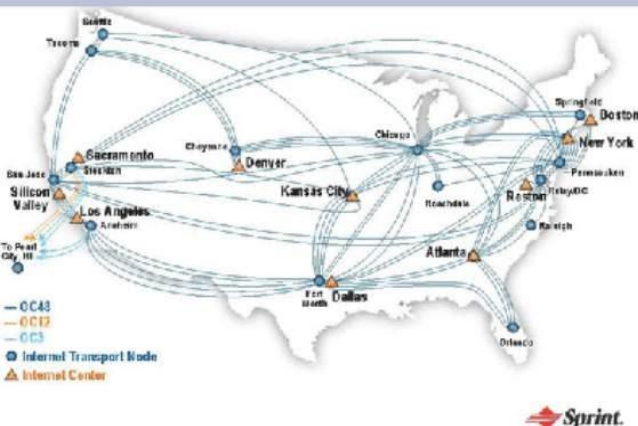 Seattle
Tacoma
Springfield
Boston
New York
Pennsauken
Relay/DC
Reston
Chicago
Cheyenne
Denver
Sacramento
Stockton
San Jose
Silicon
Valley
Kansas City
Roachdale
Los Angeles
Anaheim
Raleigh
Atlanta
To Pearl
City, HI
Fort
Worth
Dallas
Orlando
OC48
OC12
OC3
Internet Transport Node
Internet Center
Sprint.